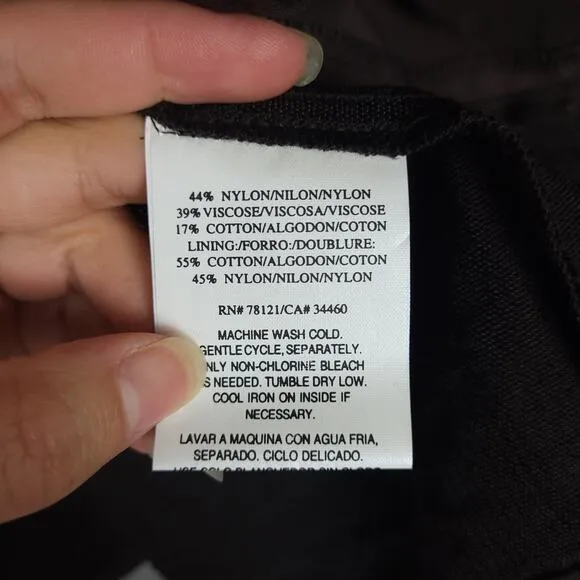 44% NYLON/NILON/NYLON
39% VISCOSE/VISCOSA/VISCOSE
17% COTTON/ALGODON/COTON
LINING:/FORRO:/DOUBLURE:
55% COTTON/ALGODON/COTON
45% NYLON/NILON/NYLON
RN# 78121/CA# 34460
MACHINE WASH COLD.
GENTLE CYCLE, SEPARATELY.
ONLY NON-CHLORINE BLEACH
AS NEEDED. TUMBLE DRY LOW.
COOL IRON ON INSIDE IF
NECESSARY.
LAVAR A MAQUINA CON AGUA FRIA,
SEPARADO. CICLO DELICADO.